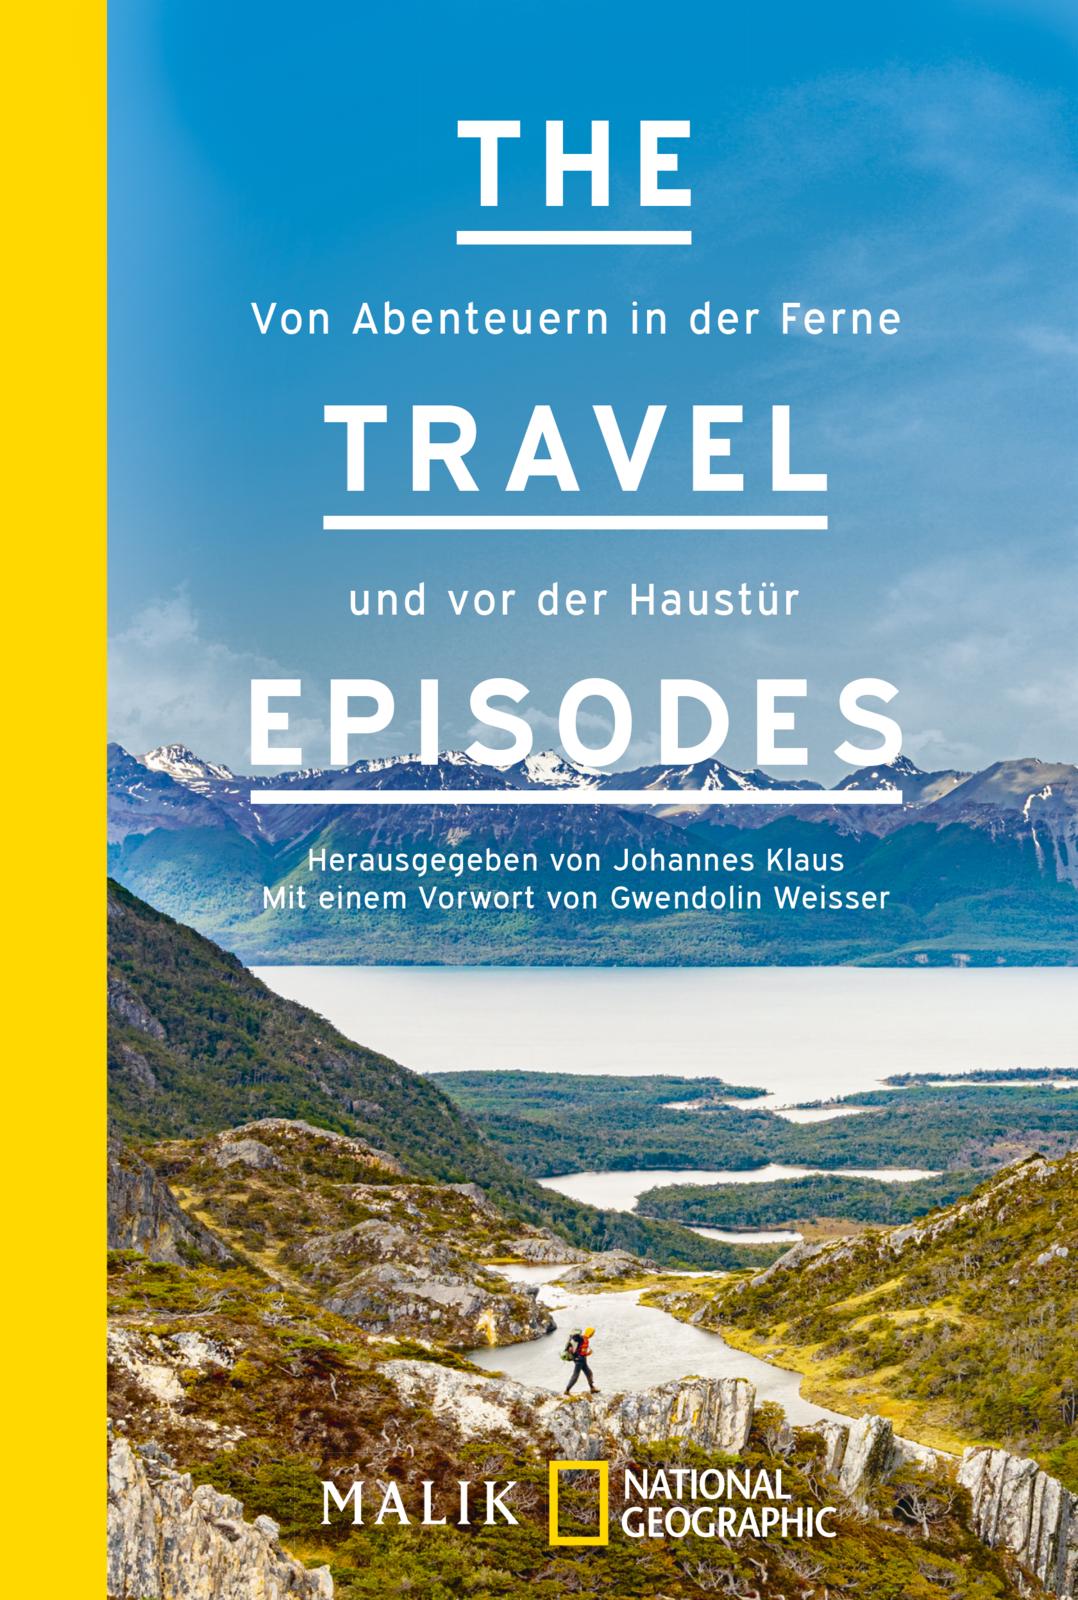 THE
Von Abenteuern in der Ferne
TRAVEL
und vor der Haustür
EPISODES
Herausgegeben von Johannes Klaus
Mit einem Vorwort von Gwendolin Weisser
MALIK
NATIONAL
GEOGRAPHIC